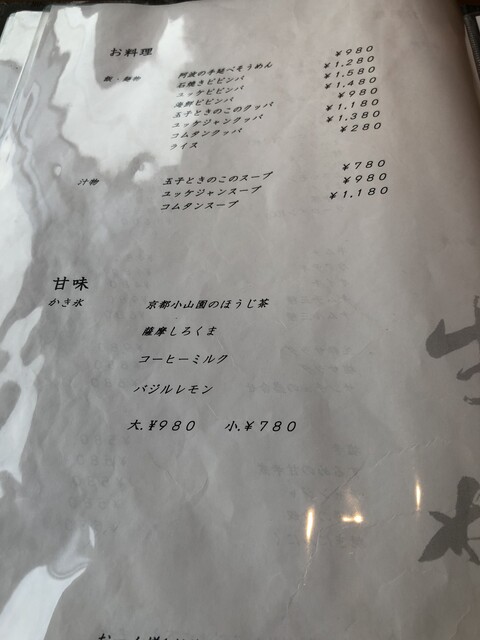 お料理
飯・麺物 阿波の手延べそうめん ¥980
石焼きビビンバ ¥1,280
ユッケビビンバ ¥1,580
海鮮ビビンバ ¥1,480
玉子ときのこのクッパ ¥980
ユッケジャンクッパ ¥1,180
コムタンクッパ ¥1,380
ライス ¥280
汁物 玉子ときのこのスープ ¥780
ユッケジャンスープ ¥980
コムタンスープ ¥1,180
甘味
かき氷 京都小山園のほうじ茶
薩摩しろくま
コーヒーミルク
バジルレモン
大.¥980 小.¥780